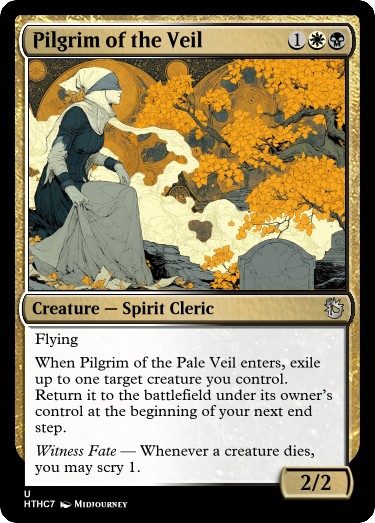 Pilgrim of the Veil 1
Creature — Spirit Cleric
Flying
When Pilgrim of the Pale Veil enters, exile
up to one target creature you control.
Return it to the battlefield under its owner's
control at the beginning of your next end
step.
Witness Fate — Whenever a creature dies,
you may scry 1.
2/2
U
HTHC7 Midjourney